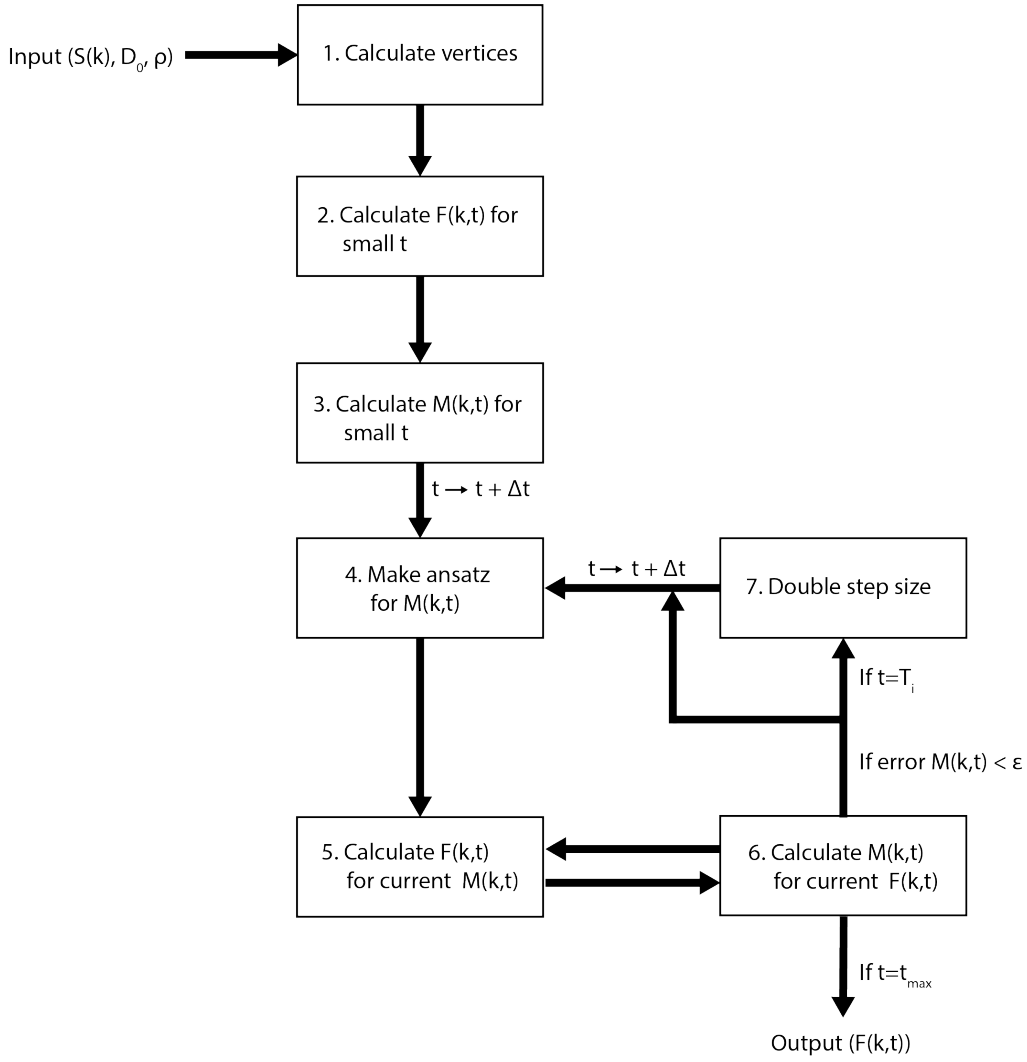 Input (S(k), D₀, ρ)
1. Calculate vertices
2. Calculate F(k,t) for
small t
3. Calculate M(k,t) for
small t
t → t + Δt
4. Make ansatz
for M(k,t)
t → t + Δt
7. Double step size
If t=Tᵢ
If error M(k,t) < ε
5. Calculate F(k,t)
for current M(k,t)
6. Calculate M(k,t)
for current F(k,t)
If t=tₘₐₓ
Output (F(k,t))